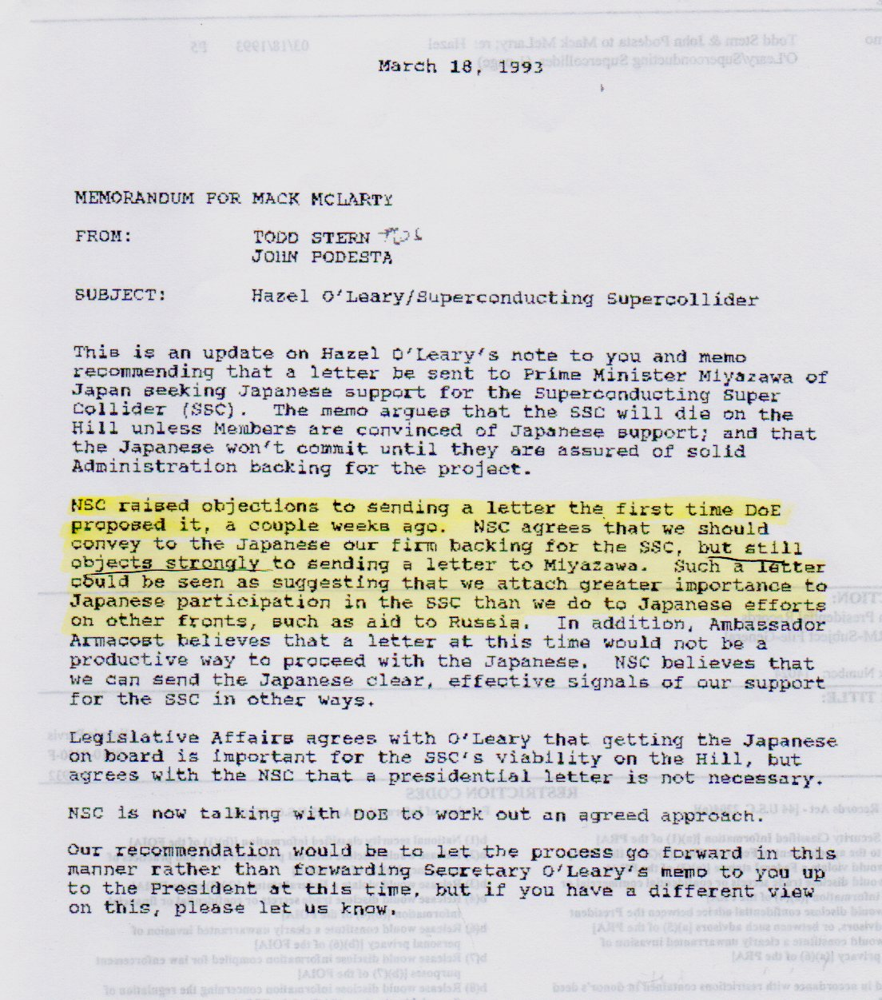 March 18, 1993
MEMORANDUM FOR MACK MCLARTY
FROM: TODD STERN
JOHN PODESTA
SUBJECT: Hazel O'Leary/Superconducting Supercollider
This is an update on Hazel O'Leary's note to you and memo
recommending that a letter be sent to Prime Minister Miyazawa of
Japan seeking Japanese support for the Superconducting Super
Collider (SSC). The memo argues that the SSC will die on the
Hill unless Members are convinced of Japanese support; and that
the Japanese won't commit until they are assured of solid
Administration backing for the project.
NSC raised objections to sending a letter the first time DoE
proposed it, a couple weeks ago. NSC agrees that we should
convey to the Japanese our firm backing for the SSC, but still
objects strongly to sending a letter to Miyazawa. Such a letter
could be seen as suggesting that we attach greater importance to
Japanese participation in the SSC than we do to Japanese efforts
on other fronts, such as aid to Russia. In addition, Ambassador
Armacost believes that a letter at this time would not be a
productive way to proceed with the Japanese. NSC believes that
we can send the Japanese clear, effective signals of our support
for the SSC in other ways.
Legislative Affairs agrees with O'Leary that getting the Japanese
on board is important for the SSC's viability on the Hill, but
agrees with the NSC that a presidential letter is not necessary.
NSC is now talking with DoE to work out an agreed approach.
Our recommendation would be to let the process go forward in this
manner rather than forwarding Secretary O'Leary's memo to you up
to the President at this time, but if you have a different view
on this, please let us know.